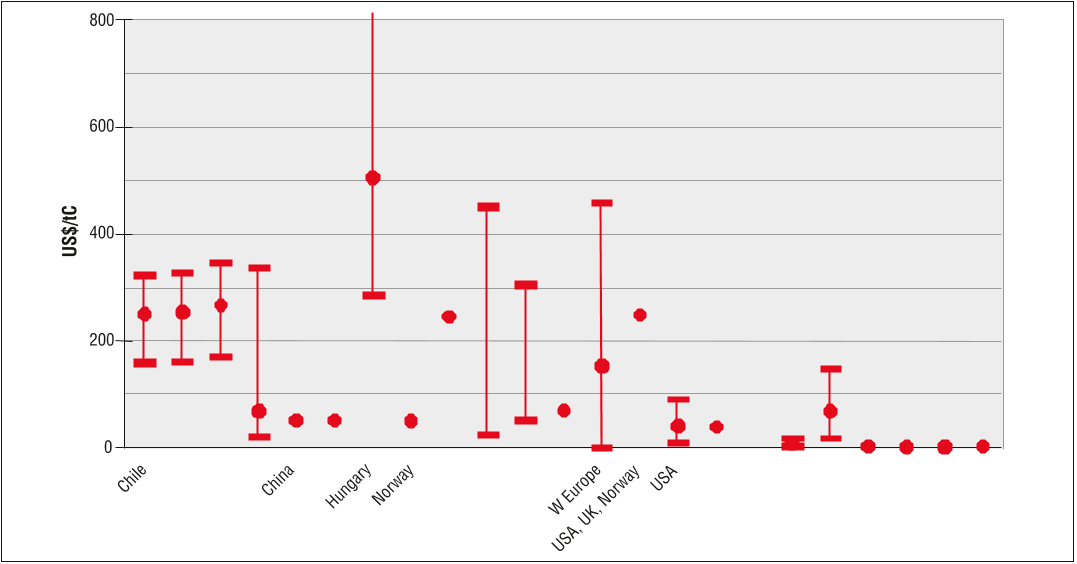 800
600
400
200
0
US$/tC
Chile
China
Hungary
Norway
W Europe
USA, UK, Norway
USA